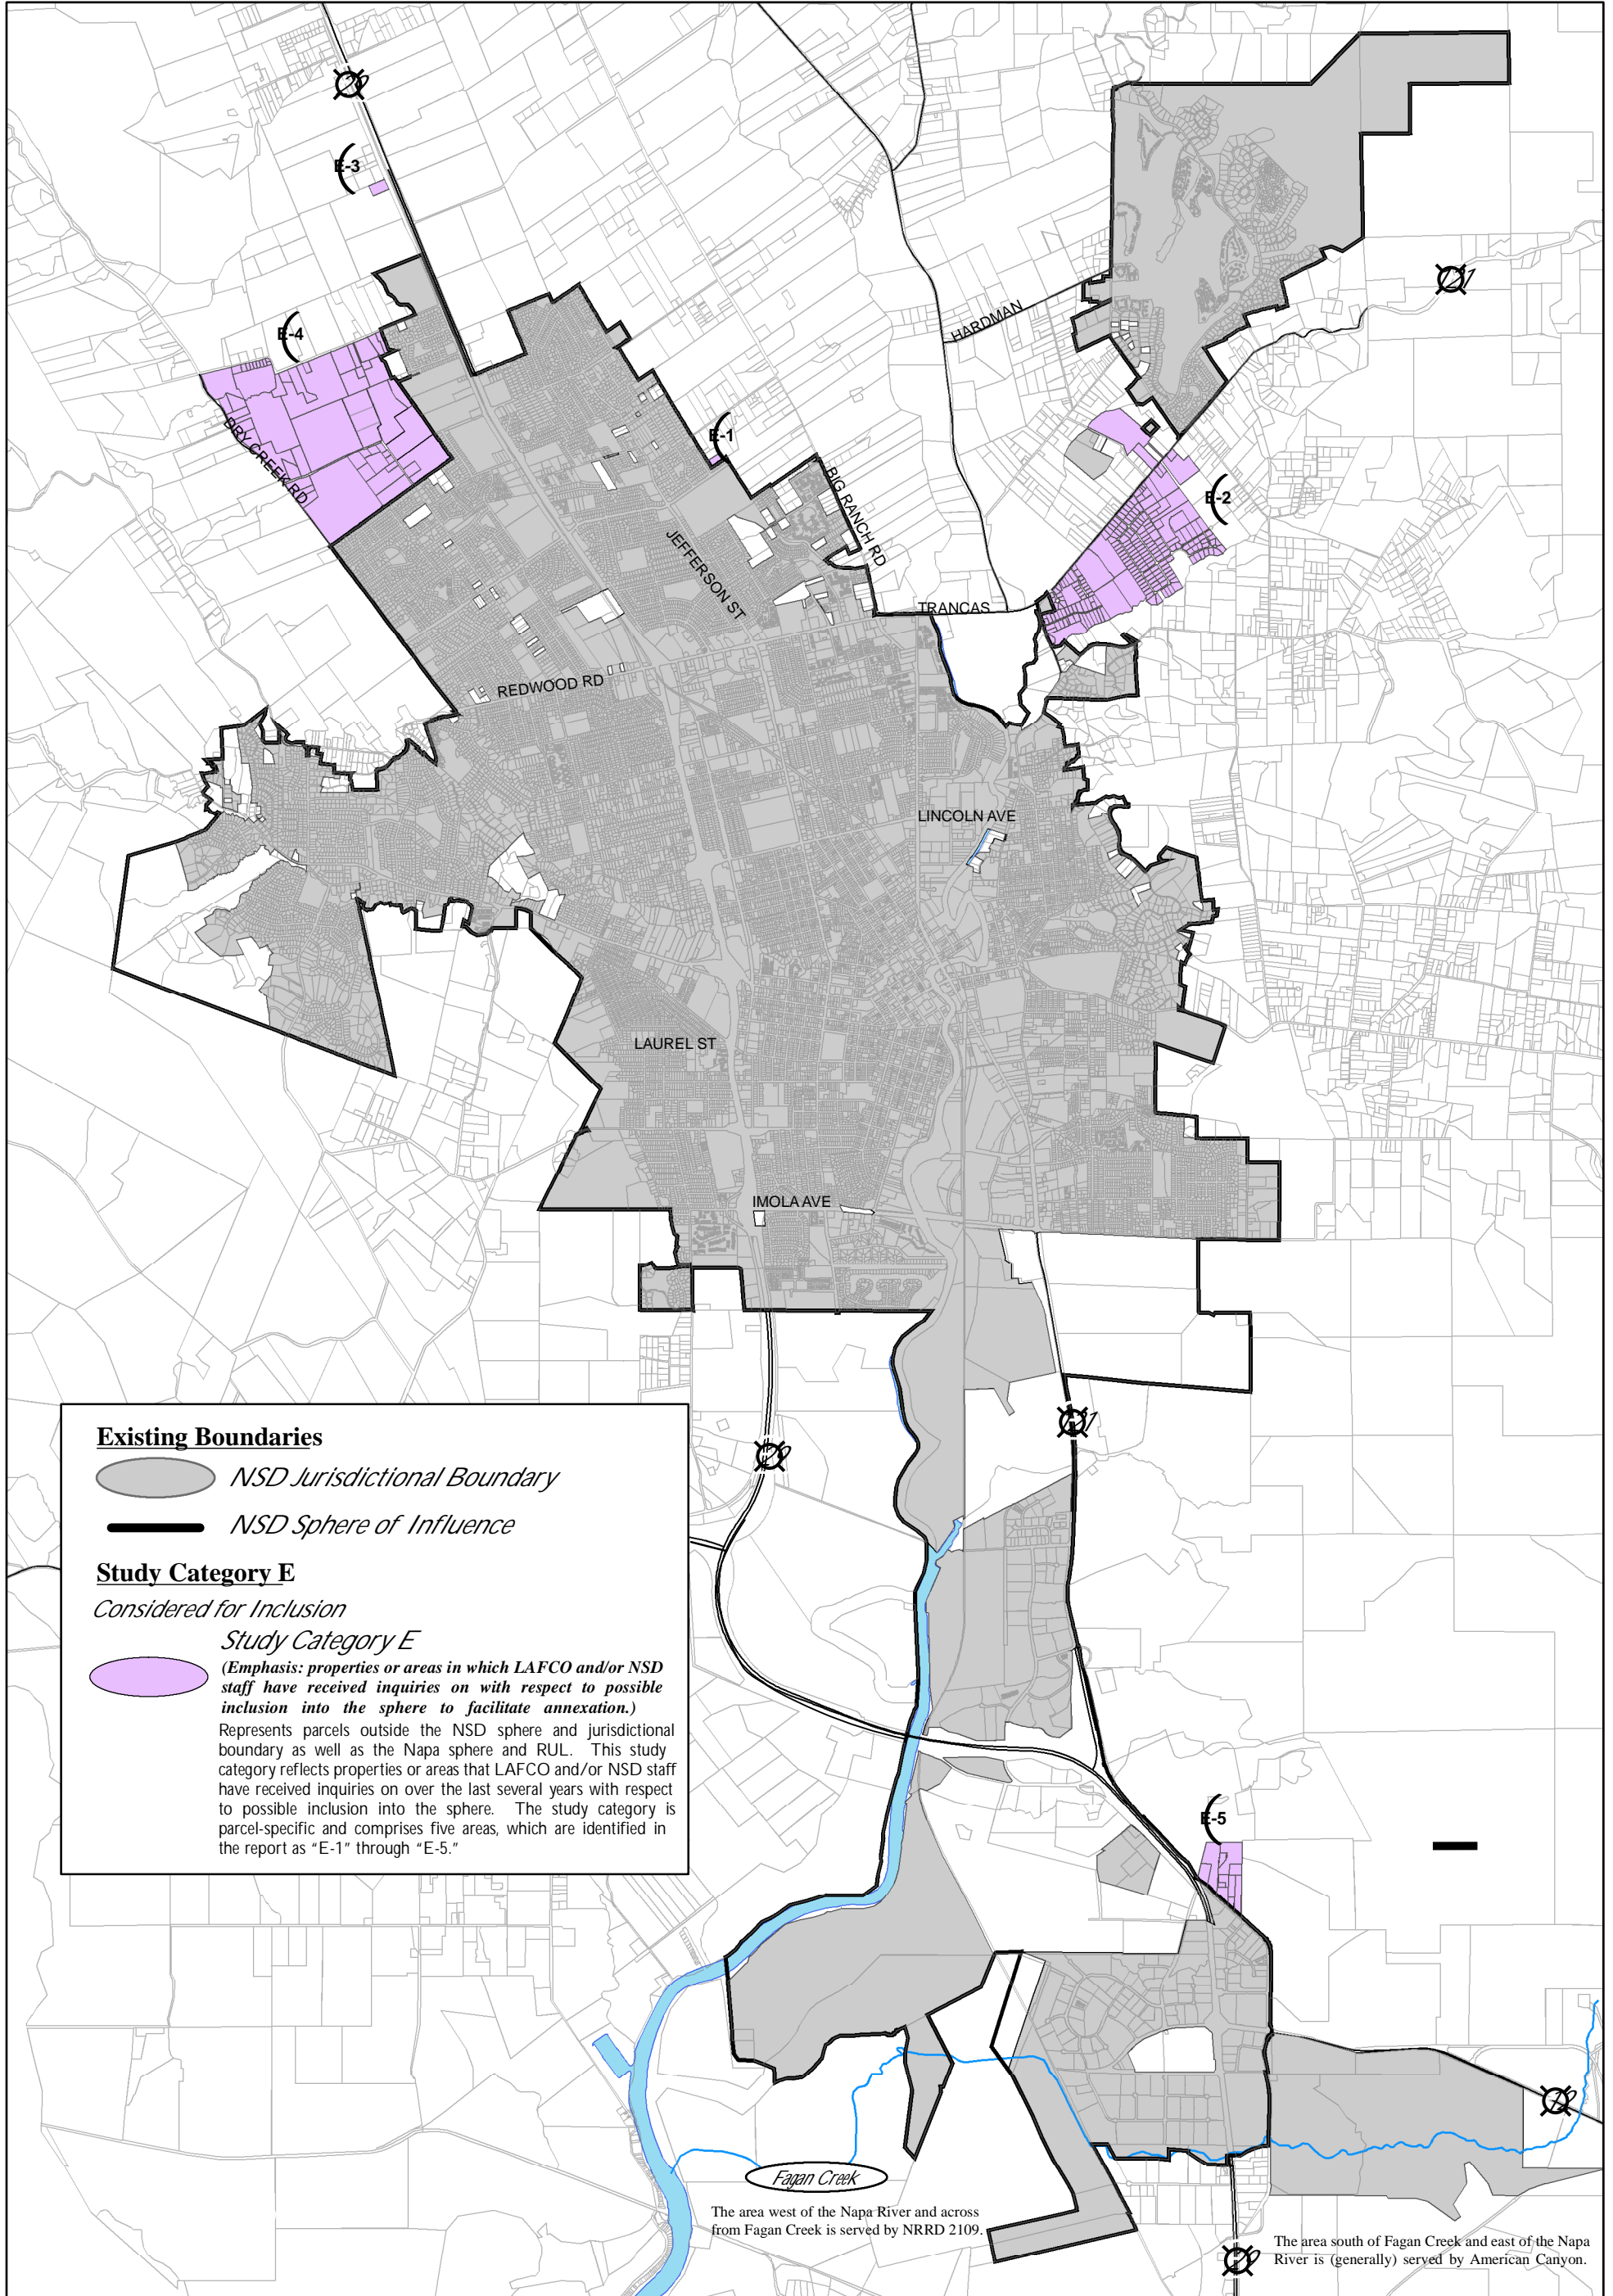 29
E-3
121
HARDMAN
E-4
DRY CREEK RD
E-1
BIG RANCH RD
E-2
JEFFERSON ST
TRANCAS
REDWOOD RD
LINCOLN AVE
LAUREL ST
IMOLA AVE
121
29
Existing Boundaries
NSD Jurisdictional Boundary
NSD Sphere of Influence
Study Category E
Considered for Inclusion
Study Category E
(Emphasis: properties or areas in which LAFCO and/or NSD
staff have received inquiries on with respect to possible
inclusion into the sphere to facilitate annexation.)
Represents parcels outside the NSD sphere and jurisdictional
boundary as well as the Napa sphere and RUL. This study
category reflects properties or areas that LAFCO and/or NSD staff
have received inquiries on over the last several years with respect
to possible inclusion into the sphere. The study category is
parcel-specific and comprises five areas, which are identified in
the report as “E-1” through “E-5.”
E-5
12
Fagan Creek
The area west of the Napa River and across
from Fagan Creek is served by NRRD 2109.
29
The area south of Fagan Creek and east of the Napa
River is (generally) served by American Canyon.